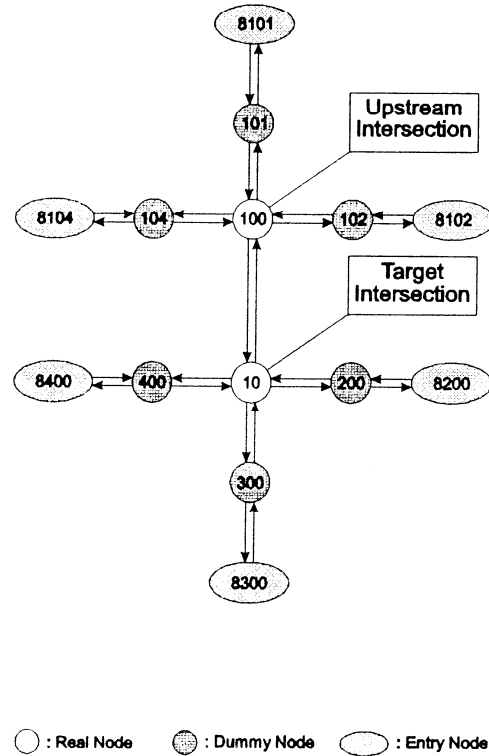 8101
101
Upstream
Intersection
8104
104
100
102
8102
Target
Intersection
8400
400
10
200
8200
300
8300
: Real Node
: Dummy Node
: Entry Node